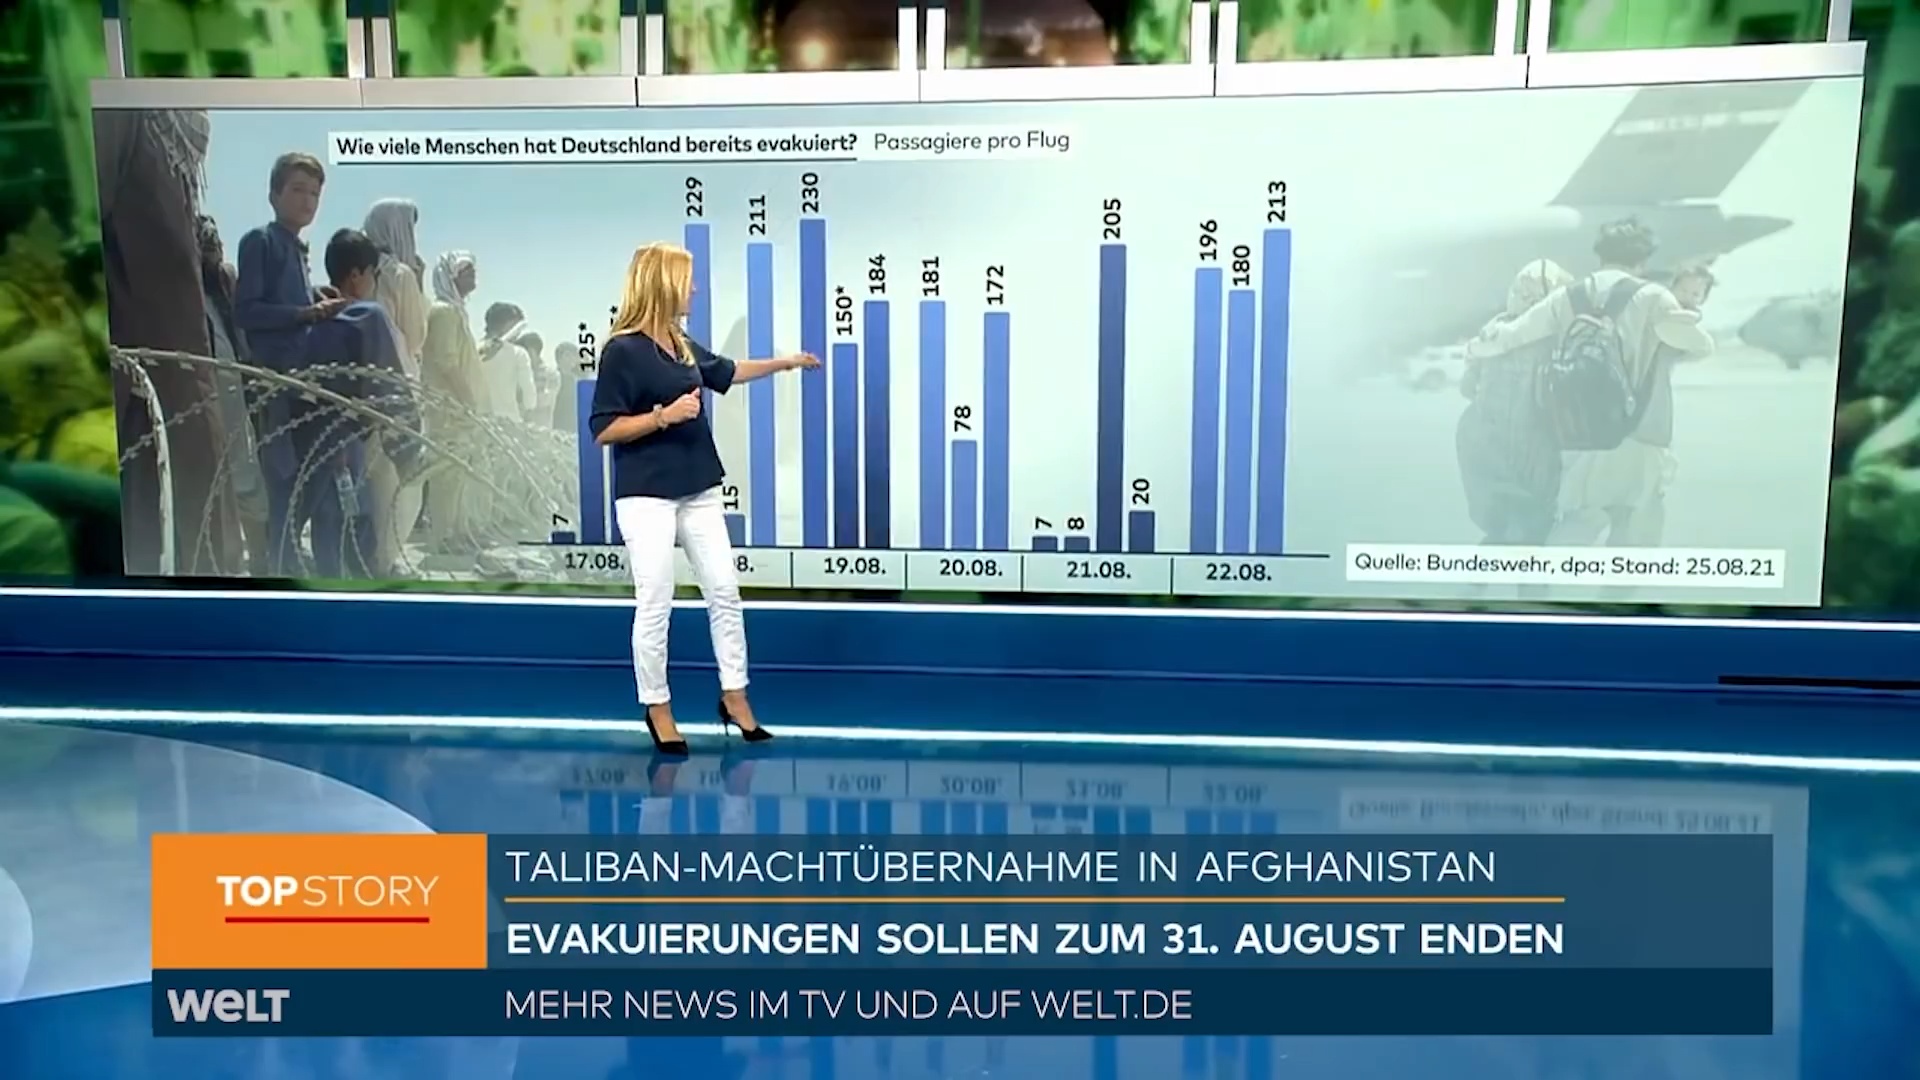 Wie viele Menschen hat Deutschland bereits evakuiert? Passagiere pro Flug
7 125* 229 15 211 230 150* 184 181 78 172 7 8 205 20 196 180 213
17.08. 19.08. 20.08. 21.08. 22.08.
Quelle: Bundeswehr, dpa; Stand: 25.08.21
TOPSTORY
TALIBAN-MACHTÜBERNAHME IN AFGHANISTAN
EVAKUIERUNGEN SOLLEN ZUM 31. AUGUST ENDEN
WELT
MEHR NEWS IM TV UND AUF WELT.DE